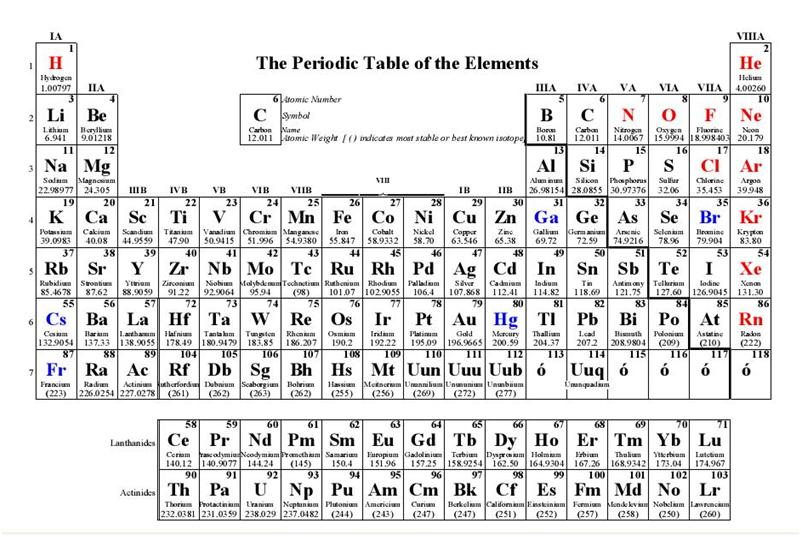 IA VIIIA
1 2
1 H The Periodic Table of the Elements He
Hydrogen Helium
1.00797 IIA IIIA IVA VA VIA VIIA 4.00260
3 4 6 Atomic Number 5 6 7 8 9 10
2 Li Be C Symbol B C N O F Ne
Lithium Beryllium Carbon Name Boron Carbon Nitrogen Oxygen Fluorine Neon
6.941 9.01218 12.011 Atomic Weight [ () indicates most stable or best known isotope 10.81 12.011 14.0067 15.9994 18.998403 20.179
11 12 13 14 15 16 17 18
3 Na Mg Al Si P S Cl Ar
Sodium Magnesium Aluminum Silicon Phosphorus Sulfur Chlorine Argon
22.98977 24.305 IIIB IVB VB VIB VIIB VIII IB IIB 26.98154 28.0855 30.97376 32.06 35.453 39.948
19 20 21 22 23 24 25 26 27 28 29 30 31 32 33 34 35 36
4 K Ca Sc Ti V Cr Mn Fe Co Ni Cu Zn Ga Ge As Se Br Kr
Potassium Calcium Scandium Titanium Vanadium Chromium Manganese Iron Cobalt Nickel Copper Zinc Gallium Germanium Arsenic Selenium Bromine Krypton
39.0983 40.08 44.9559 47.90 50.9415 51.996 54.9380 55.847 58.9332 58.70 63.546 65.38 69.72 72.59 74.9216 78.96 79.904 83.80
37 38 39 40 41 42 43 44 45 46 47 48 49 50 51 52 53 54
5 Rb Sr Y Zr Nb Mo Tc Ru Rh Pd Ag Cd In Sn Sb Te I Xe
Rubidium Strontium Yttrium Zirconium Niobium Molybdenum Technetium Ruthenium Rhodium Palladium Silver Cadmium Indium Tin Antimony Tellurium Iodine Xenon
85.4678 87.62 88.9059 91.22 92.9064 95.94 (98) 101.07 102.9055 106.4 107.868 112.41 114.82 118.69 121.75 127.60 126.9045 131.30
55 56 57 72 73 74 75 76 77 78 79 80 81 82 83 84 85 86
6 Cs Ba La Hf Ta W Re Os Ir Pt Au Hg Tl Pb Bi Po At Rn
Cesium Barium Lanthanum Hafnium Tantalum Tungsten Rhenium Osmium Iridium Platinum Gold Mercury Thallium Lead Bismuth Polonium Astatine Radon
132.9054 137.33 138.9055 178.49 180.9479 183.85 186.207 190.2 192.22 195.09 196.9665 200.59 204.37 207.2 208.9804 (209) (210) (222)
87 88 89 104 105 106 107 108 109 110 111 112 113 114 115 116 117 118
7 Fr Ra Ac Rf Db Sg Bh Hs Mt Uun Uuu Uub ó Uuq ó ó ó ó
Francium Radium Actinium Rutherfordium Dubnium Seaborgium Bohrium Hassium Meitnerium Ununnilium Unununium Ununbiium Ununquadium
(223) 226.0254 227.0278 (261) (262) (263) (262) (255) (256) (269) (272) (277)
58 59 60 61 62 63 64 65 66 67 68 69 70 71
Lanthanides Ce Pr Nd Pm Sm Eu Gd Tb Dy Ho Er Tm Yb Lu
Cerium Praseodymium Neodymium Promethium Samarium Europium Gadolinium Terbium Dysprosium Holmium Erbium Thulium Ytterbium Lutetium
140.12 140.9077 144.24 (145) 150.4 151.96 157.25 158.9254 162.50 164.9304 167.26 168.9342 173.04 174.967
90 91 92 93 94 95 96 97 98 99 100 101 102 103
Actinides Th Pa U Np Pu Am Cm Bk Cf Es Fm Md No Lr
Thorium Protactinium Uranium Neptunium Plutonium Americium Curium Berkelium Californium Einsteinium Fermium Mendelevium Nobelium Lawrencium
232.0381 231.0359 238.029 237.0482 (244) (243) (247) (247) (251) (252) (257) (258) (250) (260)